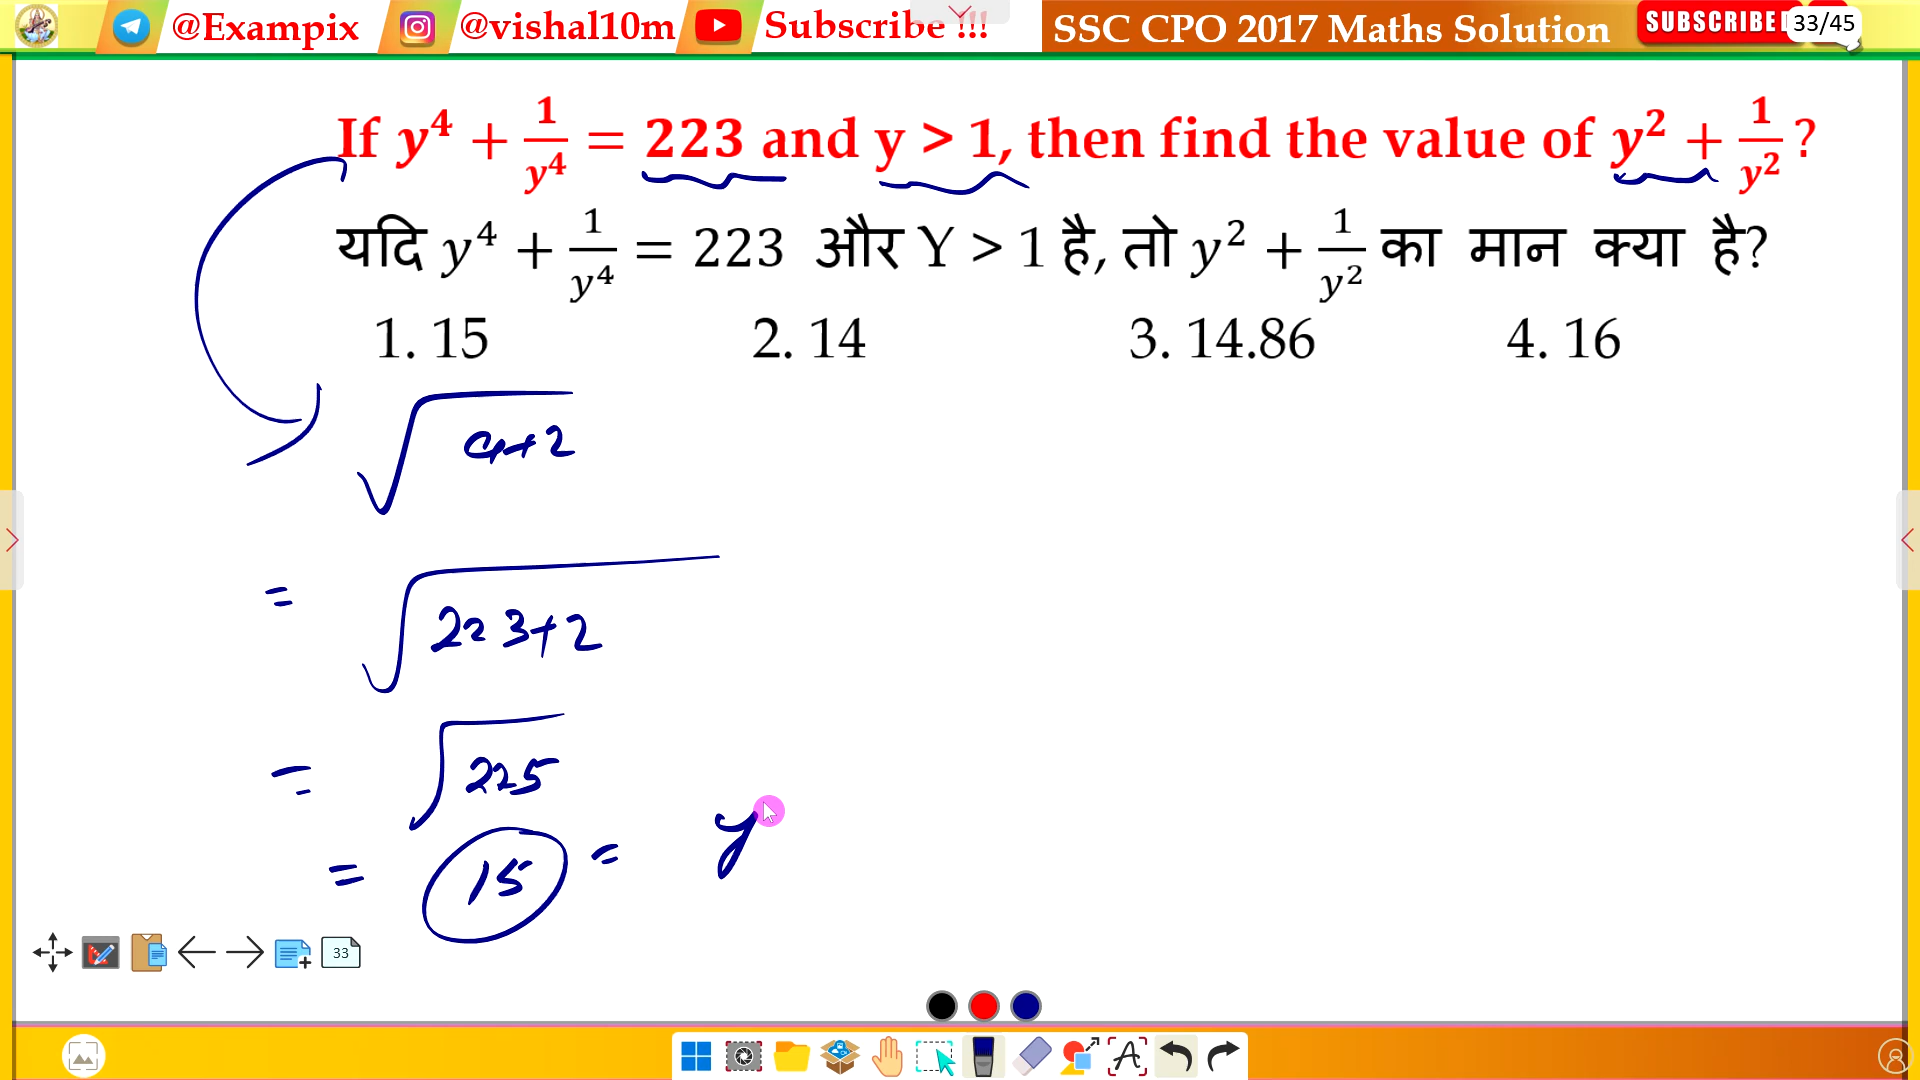 @Exampix @vishal10m Subscribe !!! SSC CPO 2017 Maths Solution SUBSCRIBE 33/45
If y⁴ + 1/y⁴ = 223 and y > 1, then find the value of y² + 1/y² ?
यदि y⁴ + 1/y⁴ = 223 और Y > 1 है, तो y² + 1/y² का मान क्या है?
1. 15 2. 14 3. 14.86 4. 16
= √223+2
= √225
= 15 = y
33